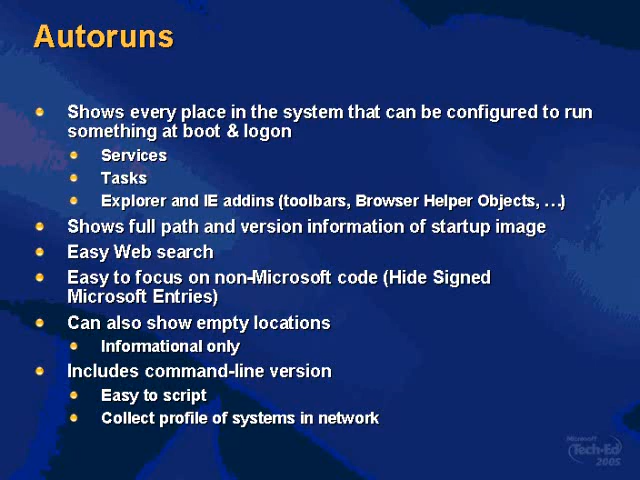 Autoruns
Shows every place in the system that can be configured to run
something at boot & logon
Services
Tasks
Explorer and IE addins (toolbars, Browser Helper Objects, …)
Shows full path and version information of startup image
Easy Web search
Easy to focus on non-Microsoft code (Hide Signed
Microsoft Entries)
Can also show empty locations
Informational only
Includes command-line version
Easy to script
Collect profile of systems in network
Microsoft
Tech·Ed
2005